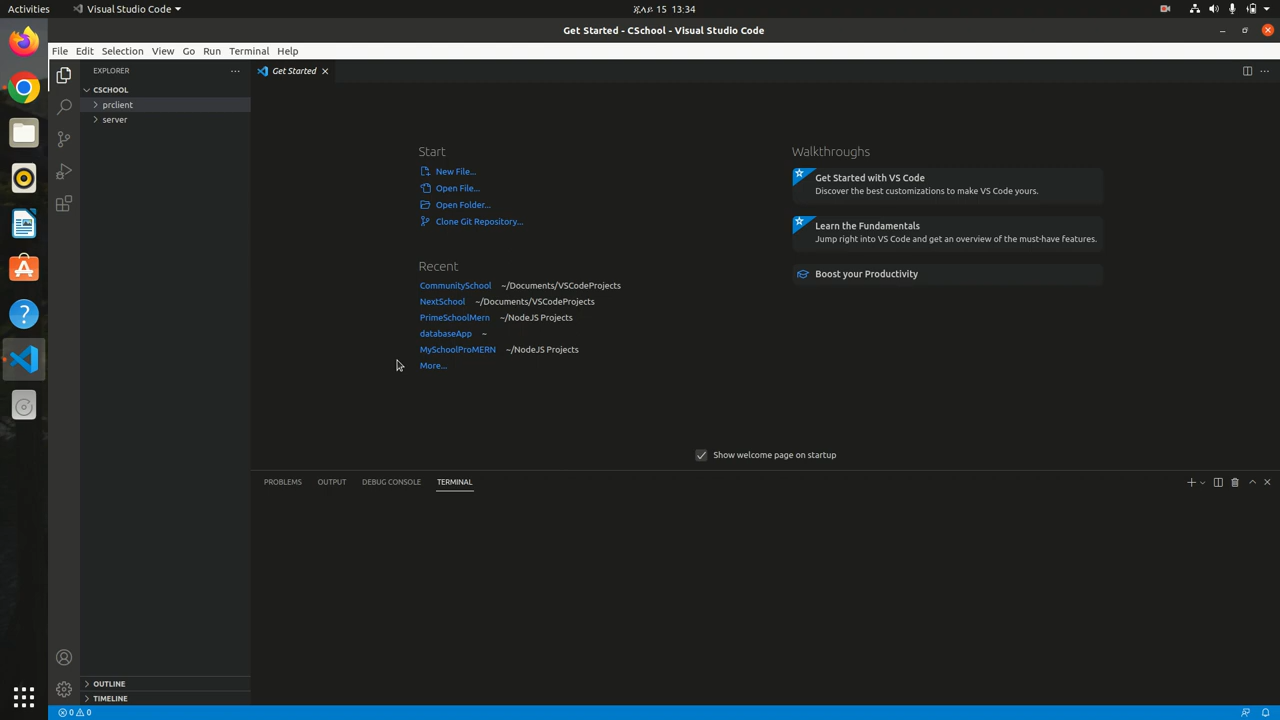 Activities
Visual Studio Code
ጁላይ 15 13:34
Get Started - CSchool - Visual Studio Code
File Edit Selection View Go Run Terminal Help
EXPLORER
Get Started
CSCHOOL
prclient
server
Start
New File...
Open File...
Open Folder...
Clone Git Repository...
Recent
CommunitySchool ~/Documents/VSCodeProjects
NextSchool ~/Documents/VSCodeProjects
PrimeSchoolMern ~/NodeJS Projects
databaseApp ~
MySchoolProMERN ~/NodeJS Projects
More...
Walkthroughs
Get Started with VS Code
Discover the best customizations to make VS Code yours.
Learn the Fundamentals
Jump right into VS Code and get an overview of the must-have features.
Boost your Productivity
Show welcome page on startup
PROBLEMS OUTPUT DEBUG CONSOLE TERMINAL
OUTLINE
TIMELINE
0 0